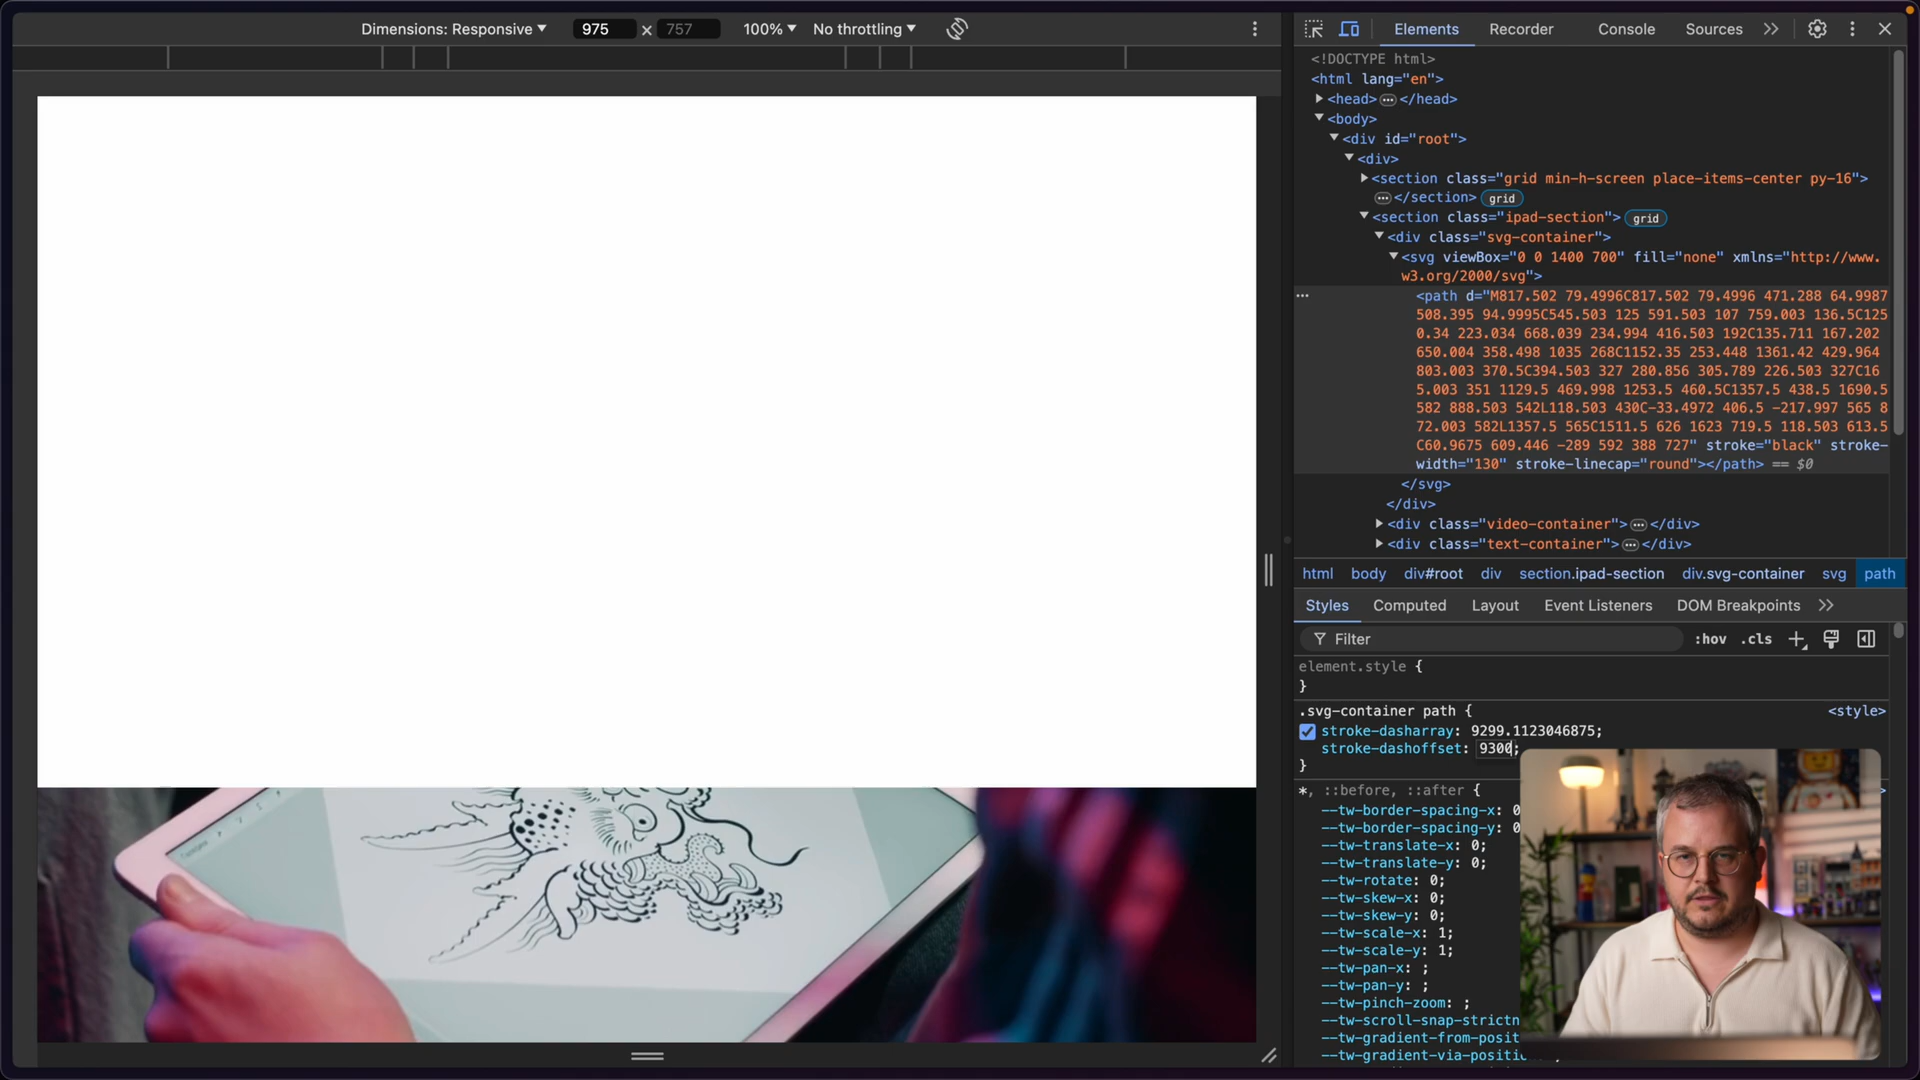 Dimensions: Responsive 975 × 757 100% No throttling
Elements Recorder Console Sources
<!DOCTYPE html>
<html lang="en">
<head> … </head>
<body>
<div id="root">
<div>
<section class="grid min-h-screen place-items-center py-16">
… </section> grid
<section class="ipad-section"> grid
<div class="svg-container">
<svg viewBox="0 0 1400 700" fill="none" xmlns="http://www.
w3.org/2000/svg">
<path d="M817.502 79.4996C817.502 79.4996 471.288 64.9987
508.395 94.9995C545.503 125 591.503 107 759.003 136.5C125
0.34 223.034 668.039 234.994 416.503 192C135.711 167.202
650.004 358.498 1035 268C1152.35 253.448 1361.42 429.964
803.003 370.5C394.503 327 280.856 305.789 226.503 327C16
5.003 351 1129.5 469.998 1253.5 460.5C1357.5 438.5 1690.5
582 888.503 542L118.503 430C-33.4972 406.5 -217.997 565 8
72.003 582L1357.5 565C1511.5 626 1623 719.5 118.503 613.5
C60.9675 609.446 -289 592 388 727" stroke="black" stroke-
width="130" stroke-linecap="round"></path> == $0
</svg>
</div>
<div class="video-container"> … </div>
<div class="text-container"> … </div>
html body div#root div section.ipad-section div.svg-container svg path
Styles Computed Layout Event Listeners DOM Breakpoints
Filter :hov .cls
element.style {
}
.svg-container path { <style>
stroke-dasharray: 9299.1123046875;
stroke-dashoffset: 9300;
}
*, ::before, ::after {
--tw-border-spacing-x: 0
--tw-border-spacing-y: 0
--tw-translate-x: 0;
--tw-translate-y: 0;
--tw-rotate: 0;
--tw-skew-x: 0;
--tw-skew-y: 0;
--tw-scale-x: 1;
--tw-scale-y: 1;
--tw-pan-x: ;
--tw-pan-y: ;
--tw-pinch-zoom: ;
--tw-scroll-snap-strictn
--tw-gradient-from-posit
--tw-gradient-via-positi